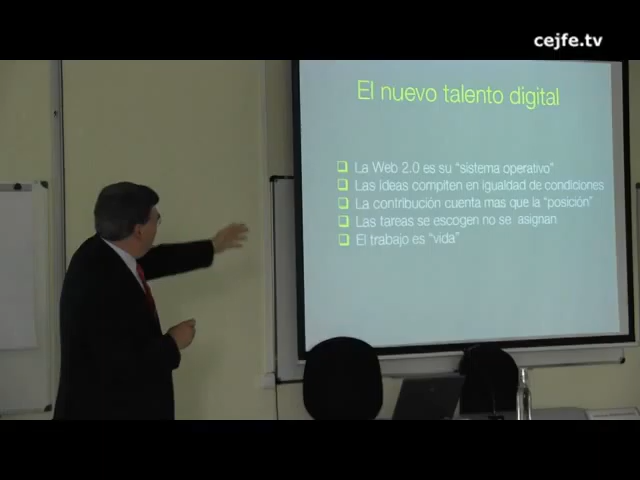 cejfe.tv
El nuevo talento digital
La Web 2.0 es su "sistema operativo"
Las ideas compiten en igualdad de condiciones
La contribución cuenta mas que la "posición"
Las tareas se escogen no se asignan
El trabajo es "vida"